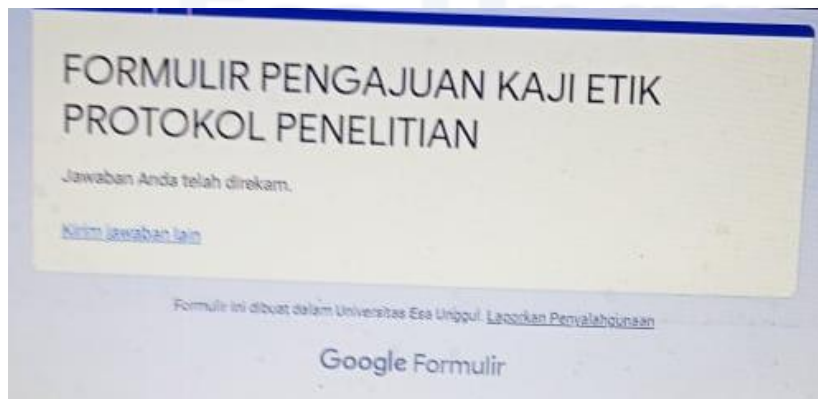 FORMULIR PENGAJUAN KAJI ETIK
PROTOKOL PENELITIAN
Jawaban Anda telah direkam.
Kirim jawaban lain
Formulir ini dibuat dalam Universitas Esa Unggul. Laporkan Penyalahgunaan
Google Formulir